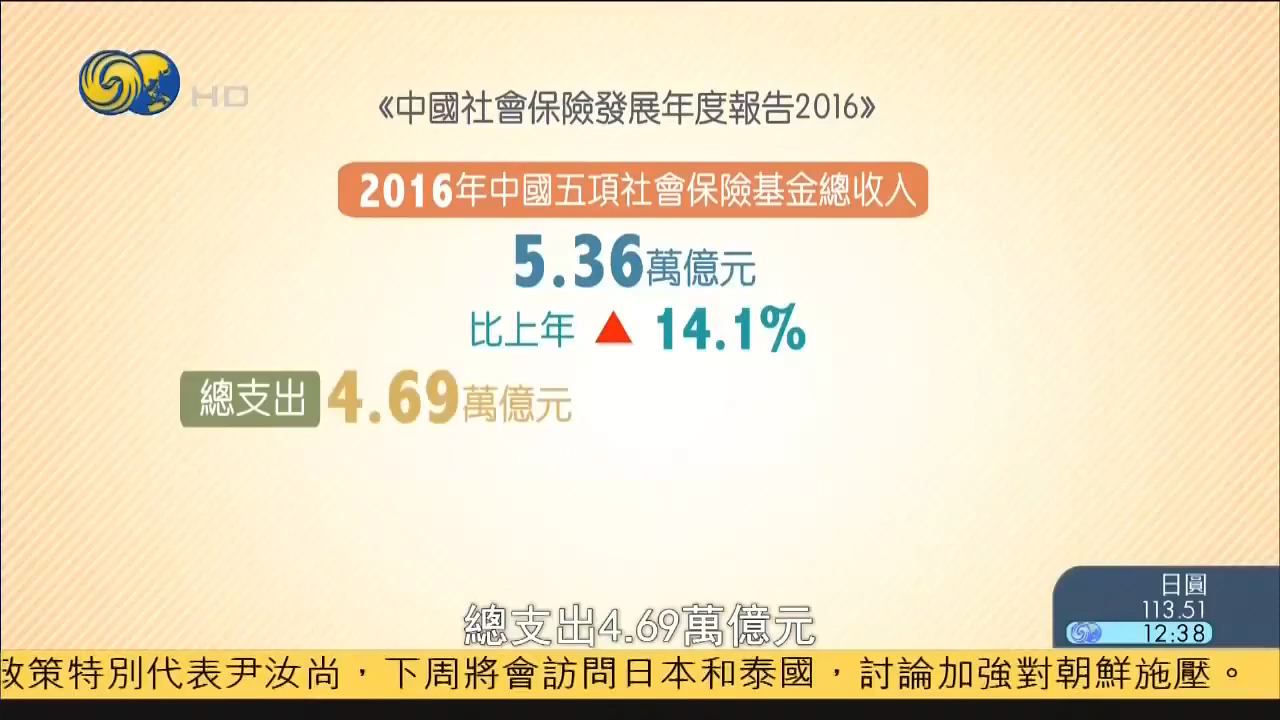 HD
《中國社會保險發展年度報告2016》
2016年中國五項社會保險基金總收入
5.36萬億元
比上年 ▲ 14.1%
總支出 4.69萬億元
總支出4.69萬億元
日圓
113.51
12:38
政策特別代表尹汝尚，下周將會訪問日本和泰國，討論加強對朝鮮施壓。